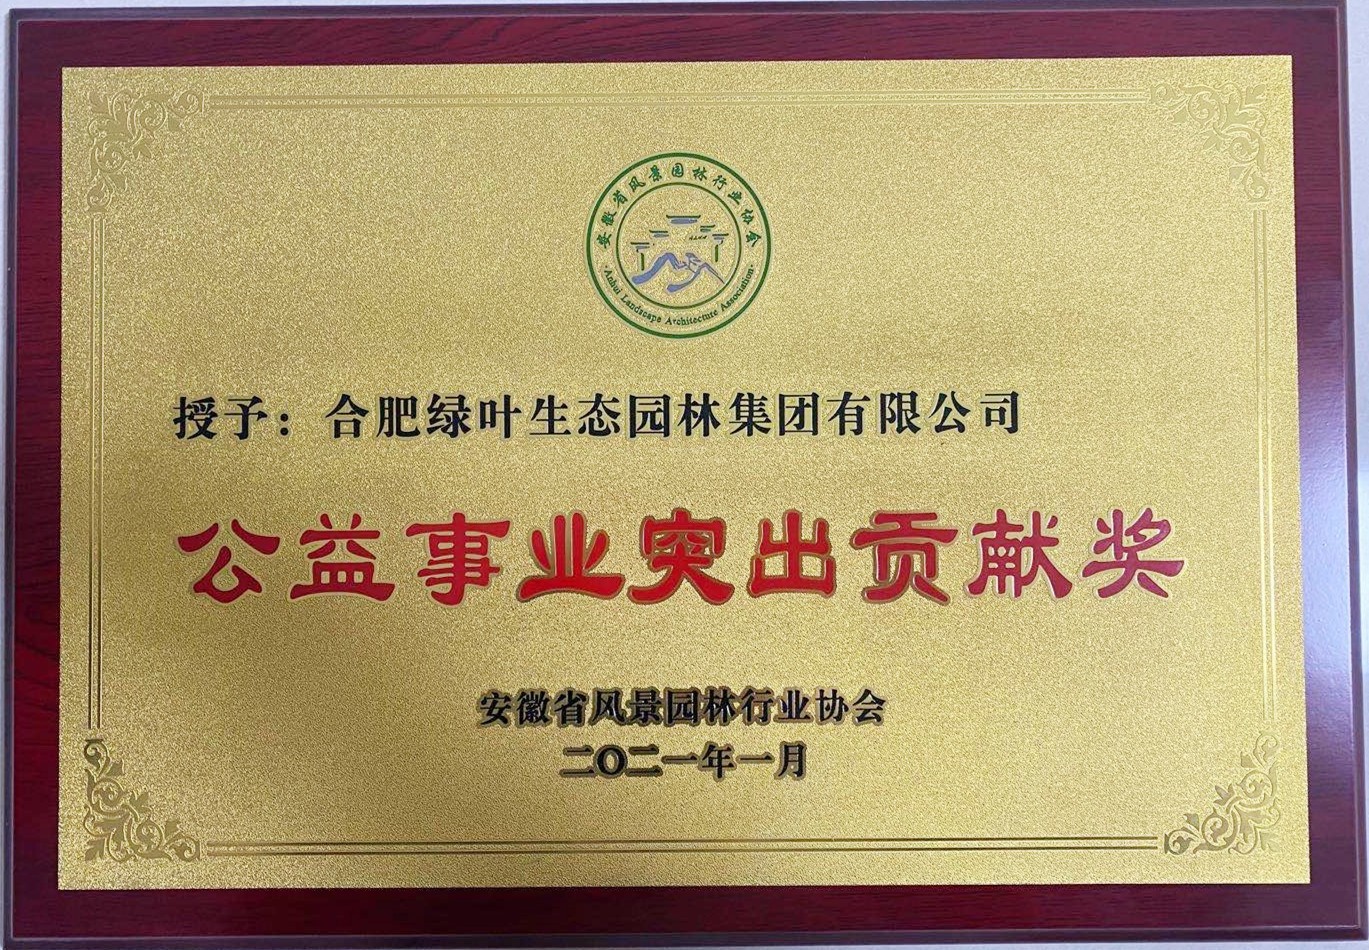 安徽省风景园林行业协会
·Anhui Landscape Architecture Association·
授予：合肥绿叶生态园林集团有限公司
公益事业突出贡献奖
安徽省风景园林行业协会
二〇二一年一月